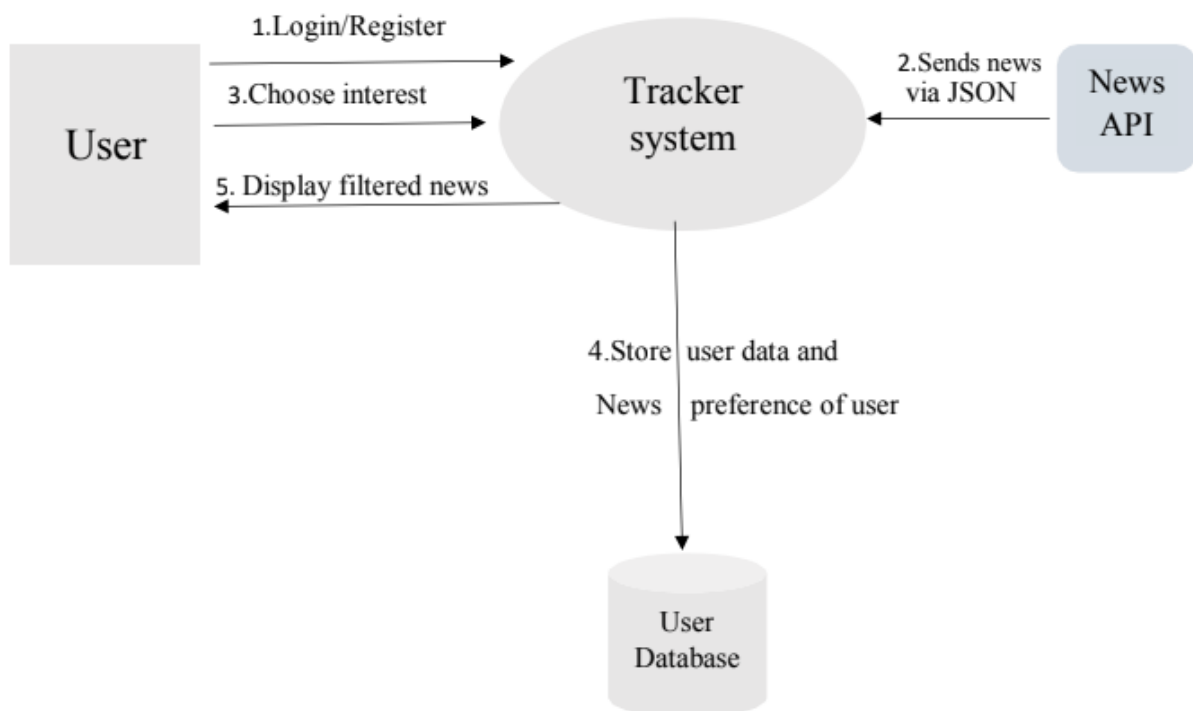 1.Login/Register
3.Choose interest
User
5. Display filtered news
Tracker
system
2.Sends news
via JSON
News
API
4.Store user data and
News preference of user
User
Database